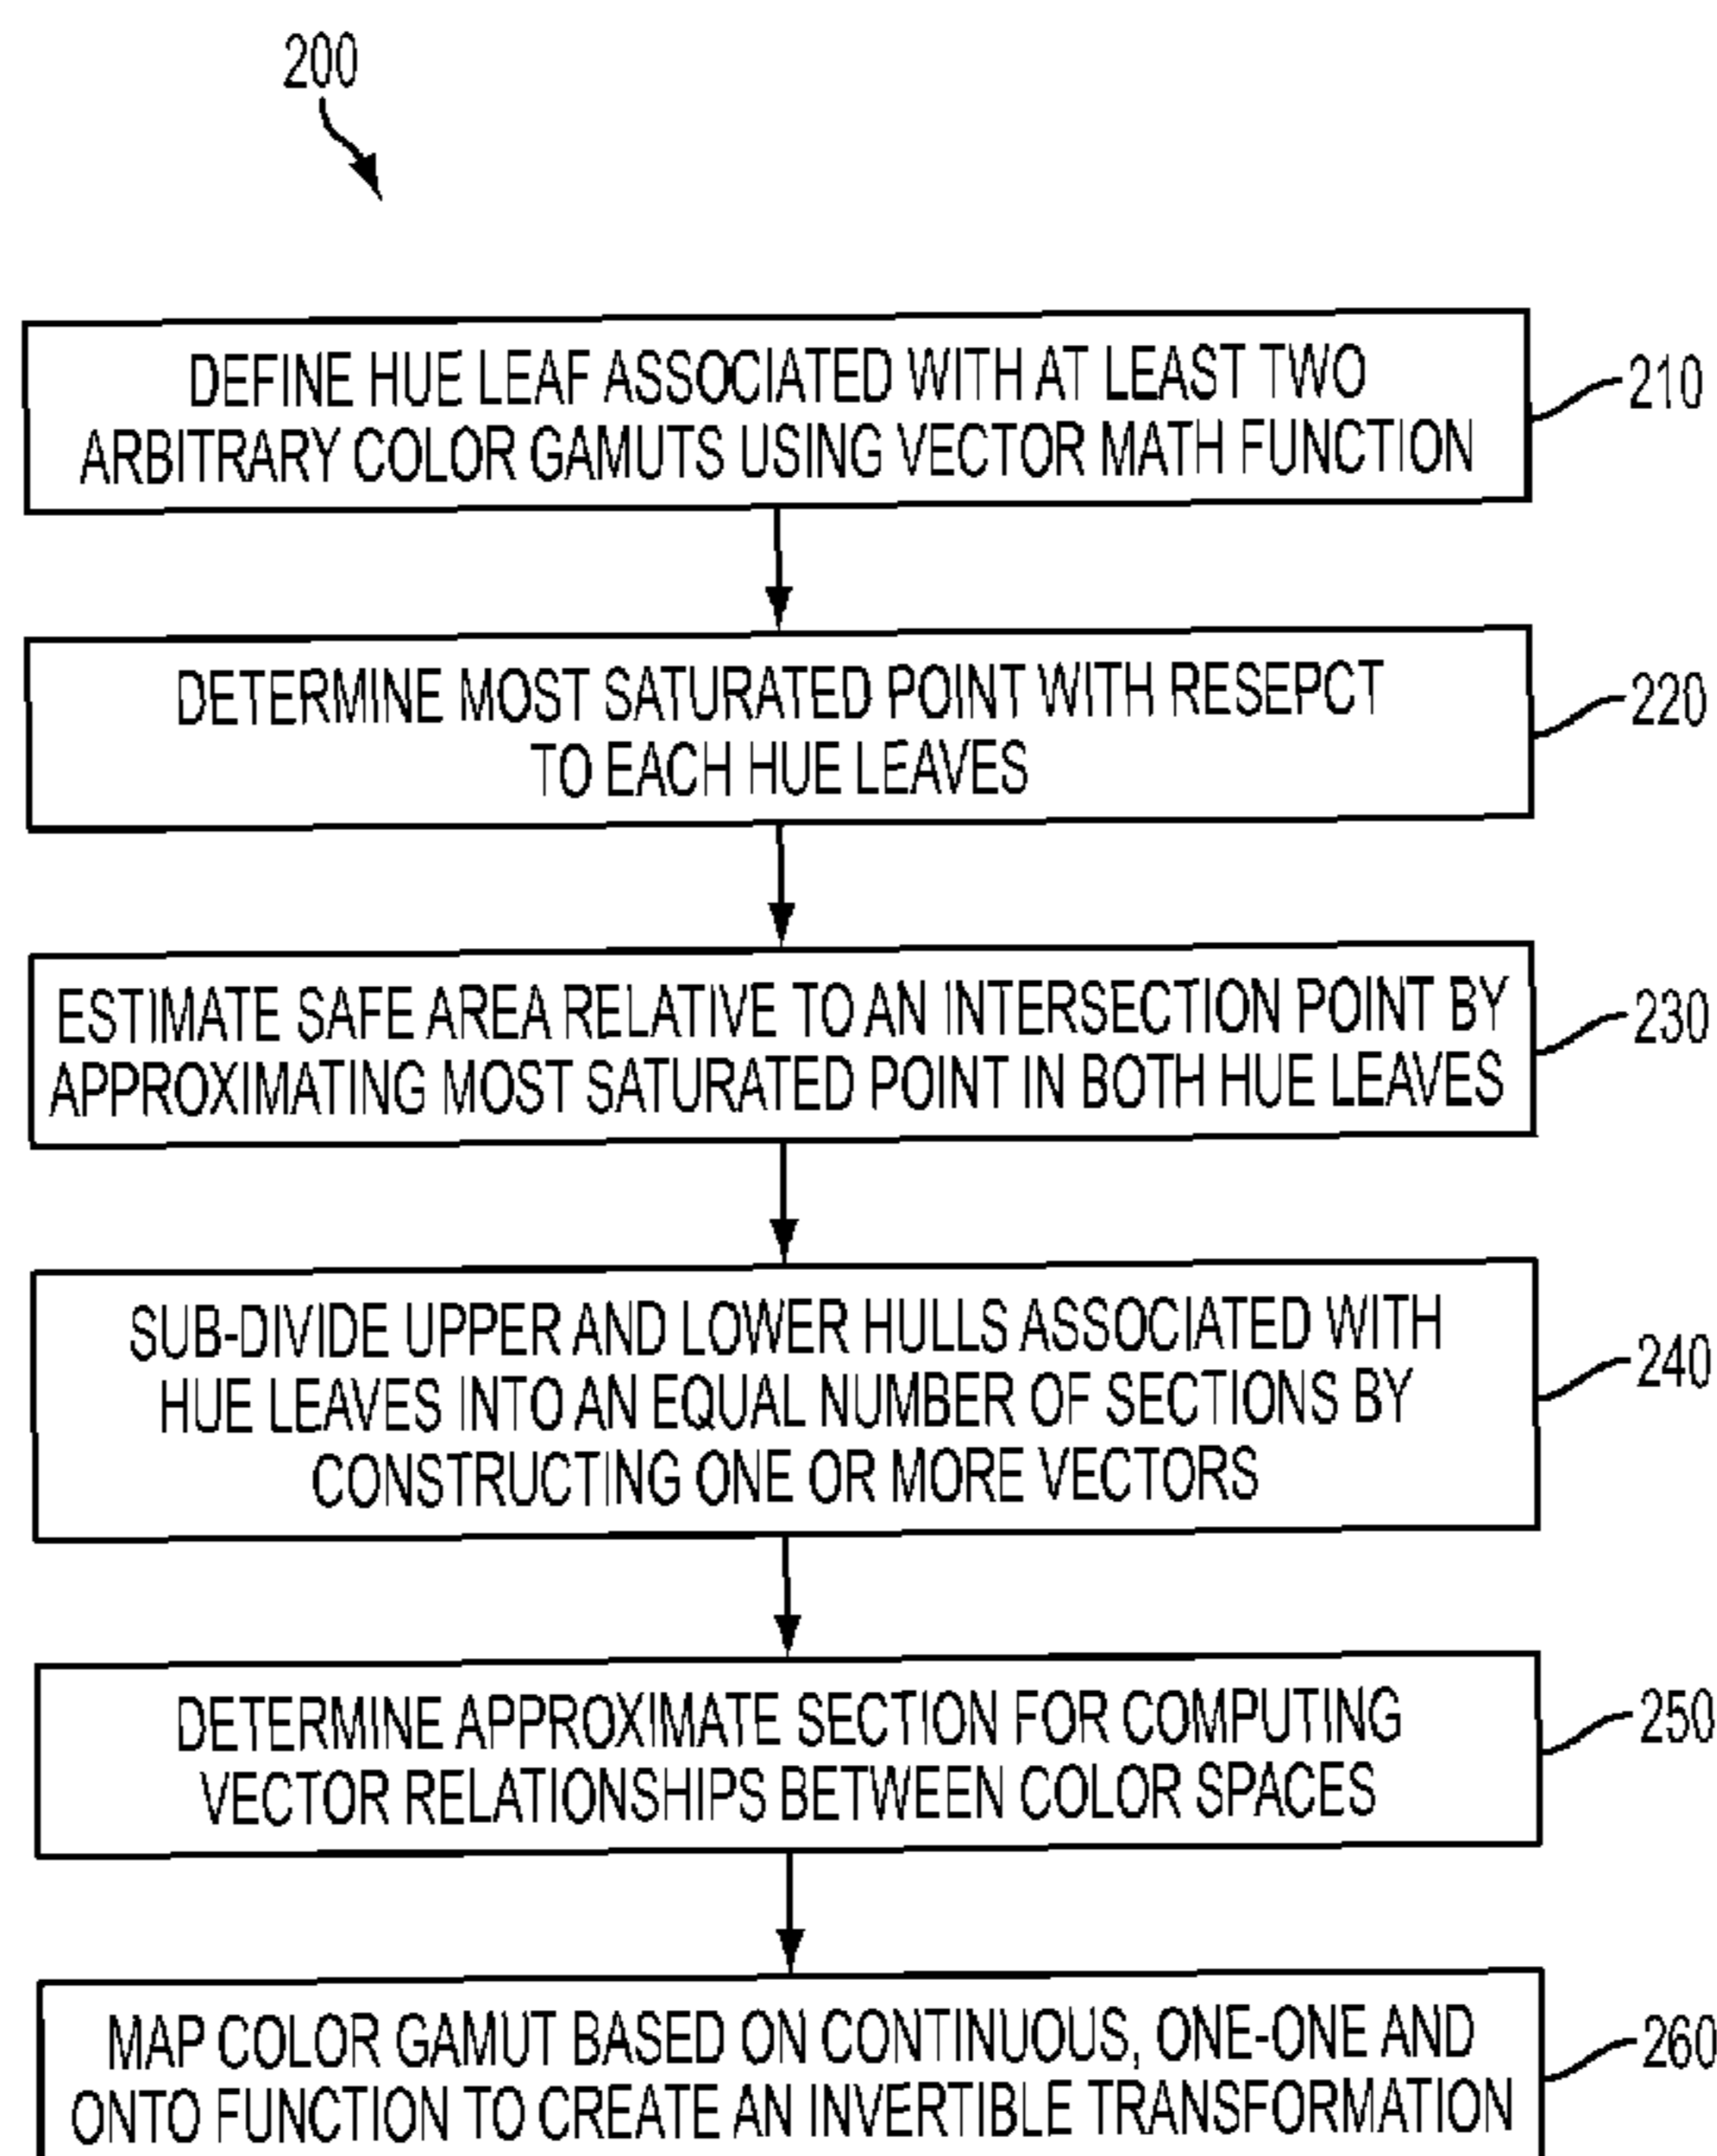 200
DEFINE HUE LEAF ASSOCIATED WITH AT LEAST TWO
ARBITRARY COLOR GAMUTS USING VECTOR MATH FUNCTION
210
DETERMINE MOST SATURATED POINT WITH RESEPCT
TO EACH HUE LEAVES
220
ESTIMATE SAFE AREA RELATIVE TO AN INTERSECTION POINT BY
APPROXIMATING MOST SATURATED POINT IN BOTH HUE LEAVES
230
SUB-DIVIDE UPPER AND LOWER HULLS ASSOCIATED WITH
HUE LEAVES INTO AN EQUAL NUMBER OF SECTIONS BY
CONSTRUCTING ONE OR MORE VECTORS
240
DETERMINE APPROXIMATE SECTION FOR COMPUTING
VECTOR RELATIONSHIPS BETWEEN COLOR SPACES
250
MAP COLOR GAMUT BASED ON CONTINUOUS, ONE-ONE AND
ONTO FUNCTION TO CREATE AN INVERTIBLE TRANSFORMATION
260